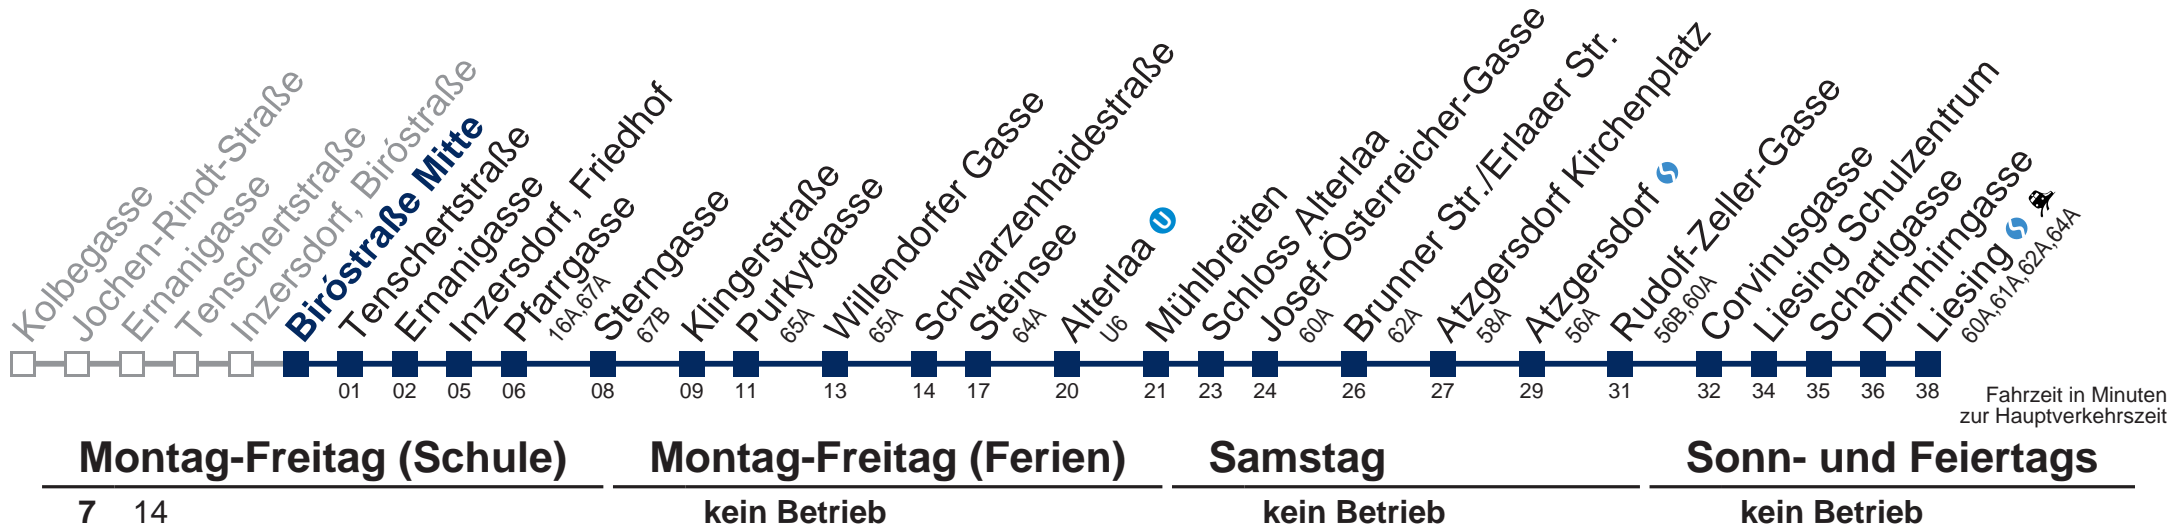 Kolbegasse
Jochen-Rindt-Straße
Ernanigasse
Tenschertstraße
Inzersdorf, Biróstraße
Biróstraße Mitte
Tenschertstraße
Ernanigasse
Inzersdorf, Friedhof
Pfarrgasse
16A,67A
Sterngasse
67B
Klingerstraße
Purkytgasse
65A
Willendorfer Gasse
65A
Schwarzenhaidestraße
Steinsee
64A
Alterlaa U
U6
Mühlbreiten
Schloss Alterlaa
Josef-Österreicher-Gasse
60A
Brunner Str./Erlaaer Str.
62A
Atzgersdorf Kirchenplatz
58A
Atzgersdorf
56A
Rudolf-Zeller-Gasse
56B,60A
Corvinusgasse
Liesing Schulzentrum
Schartlgasse
Dirmhirngasse
Liesing
60A,61A,62A,64A
01 02 05 06 08 09 11 13 14 17 20 21 23 24 26 27 29 31 32 34 35 36 38
Fahrzeit in Minuten
zur Hauptverkehrszeit
Montag-Freitag (Schule) Montag-Freitag (Ferien) Samstag Sonn- und Feiertags
7 14 kein Betrieb kein Betrieb kein Betrieb